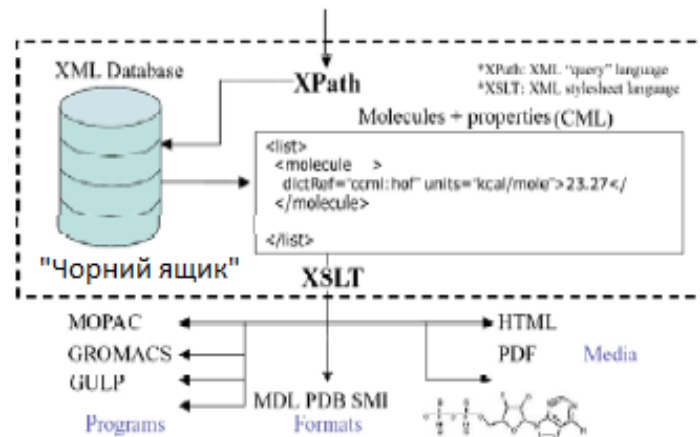 XML Database
XPath
*XPath: XML "query" language
*XSLT: XML stylesheet language
Molecules + properties (CML)
<list>
<molecule >
dictRef="ccml:hof" units="kcal/mole">23.27</
</molecule>
</list>
"Чорний ящик"
XSLT
MOPAC
GROMACS
GULP
Programs
MDL PDB SMI
Formats
HTML
PDF
Media